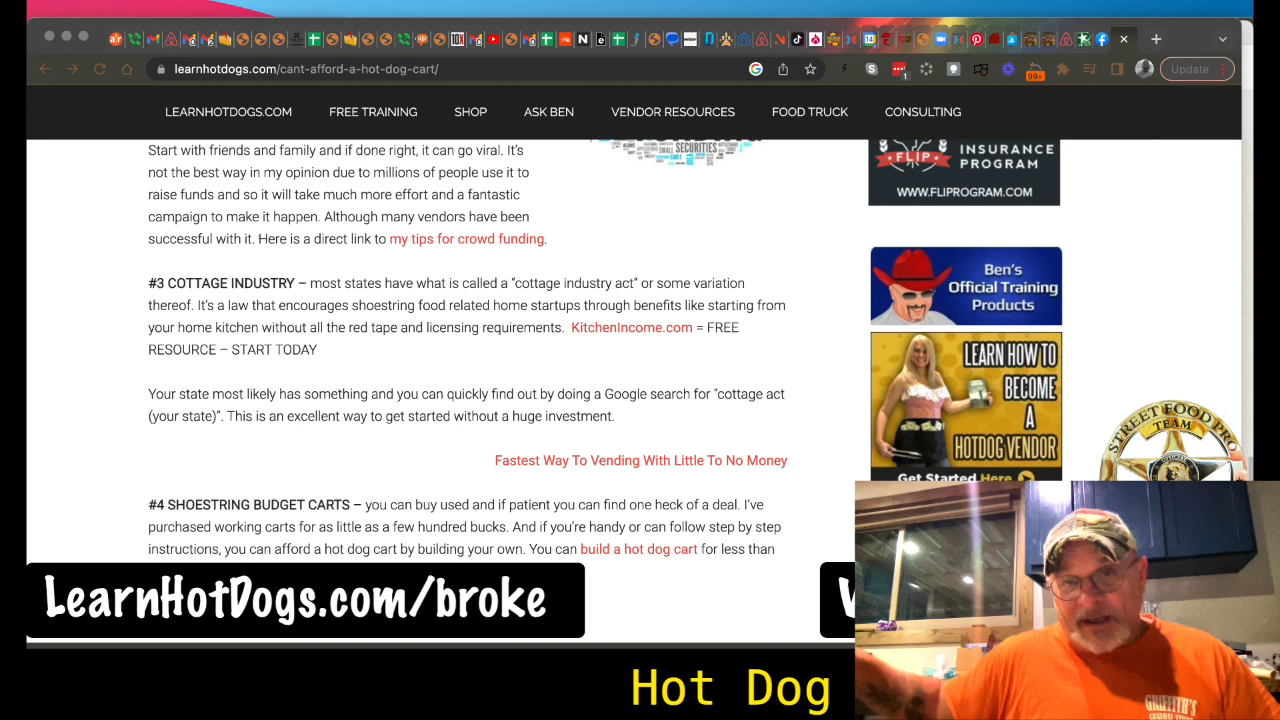 learnhotdogs.com/cant-afford-a-hot-dog-cart/
Update
LEARNHOTDOGS.COM FREE TRAINING SHOP ASK BEN VENDOR RESOURCES FOOD TRUCK CONSULTING
SECURITIES
Start with friends and family and if done right, it can go viral. It’s
not the best way in my opinion due to millions of people use it to
raise funds and so it will take much more effort and a fantastic
campaign to make it happen. Although many vendors have been
successful with it. Here is a direct link to my tips for crowd funding.
#3 COTTAGE INDUSTRY – most states have what is called a “cottage industry act” or some variation
thereof. It’s a law that encourages shoestring food related home startups through benefits like starting from
your home kitchen without all the red tape and licensing requirements. KitchenIncome.com = FREE
RESOURCE – START TODAY
Your state most likely has something and you can quickly find out by doing a Google search for “cottage act
(your state)”. This is an excellent way to get started without a huge investment.
Fastest Way To Vending With Little To No Money
#4 SHOESTRING BUDGET CARTS – you can buy used and if patient you can find one heck of a deal. I’ve
purchased working carts for as little as a few hundred bucks. And if you’re handy or can follow step by step
instructions, you can afford a hot dog cart by building your own. You can build a hot dog cart for less than
FLIP
INSURANCE
PROGRAM
WWW.FLIPROGRAM.COM
Ben's
Official Training
Products
LEARN HOW TO
BECOME
A
HOTDOG VENDOR
Get Started Here
STREET FOOD PRO
TEAM
LearnHotDogs.com/broke
Hot Dog
GRIFFITH'S